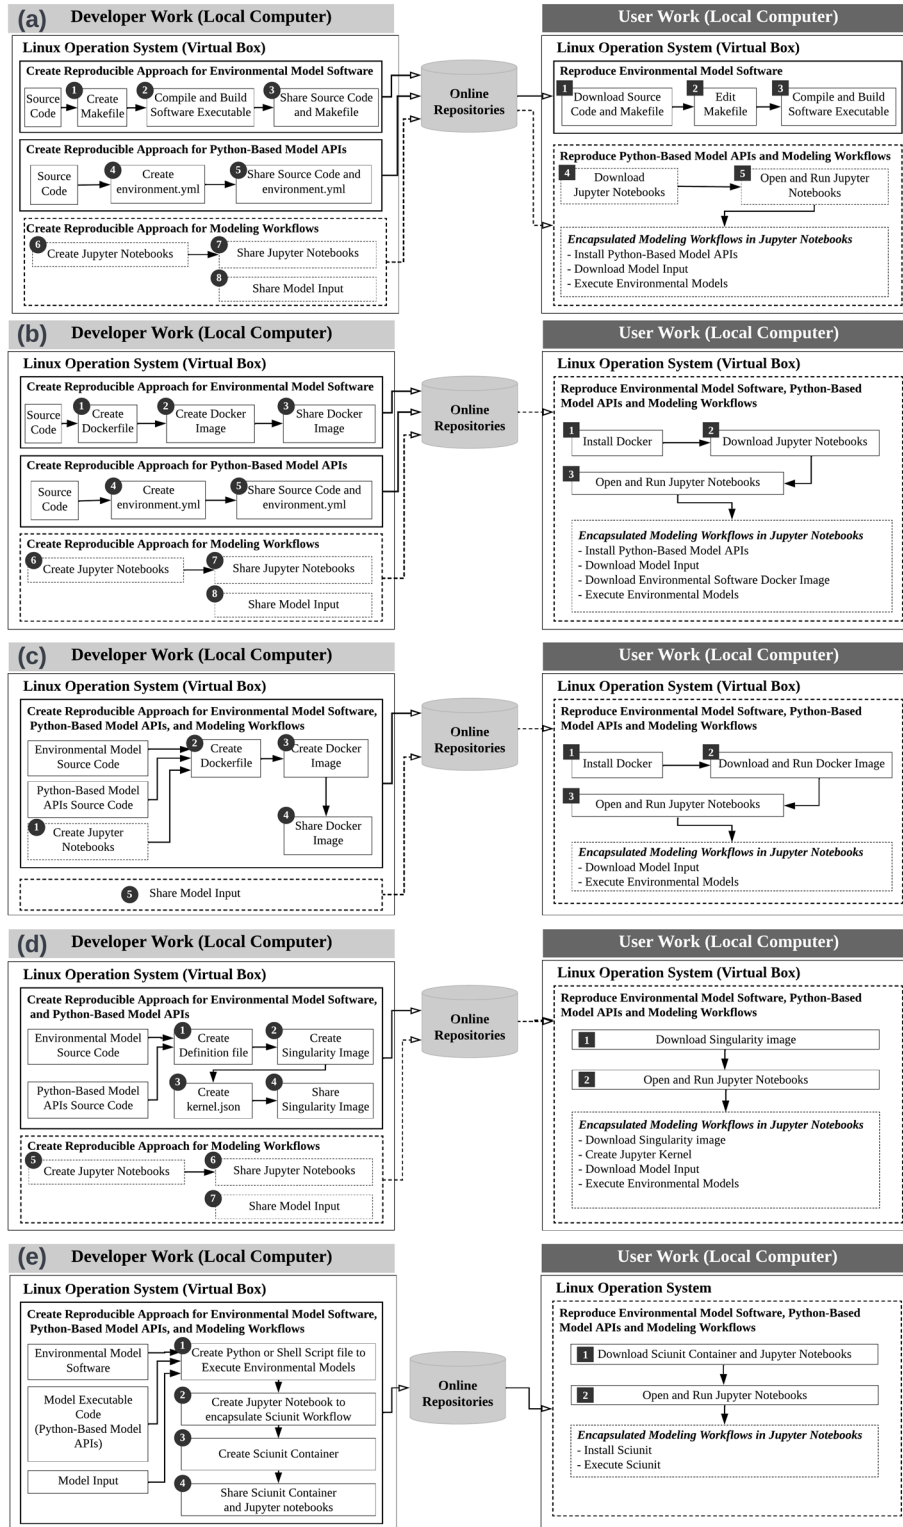 (a)
Developer Work (Local Computer)
User Work (Local Computer)
Linux Operation System (Virtual Box)
Create Reproducible Approach for Environmental Model Software
Source
Code
1
Create
Makefile
2
Compile and Build
Software Executable
3
Share Source Code
and Makefile
Create Reproducible Approach for Python-Based Model APIs
Source
Code
4
Create
environment.yml
5
Share Source Code and
environment.yml
Create Reproducible Approach for Modeling Workflows
6
Create Jupyter Notebooks
7
Share Jupyter Notebooks
8
Share Model Input
Online
Repositories
Linux Operation System (Virtual Box)
Reproduce Environmental Model Software
1
Download Source
Code and Makefile
2
Edit
Makefile
3
Compile and Build
Software Executable
Reproduce Python-Based Model APIs and Modeling Workflows
4
Download
Jupyter Notebooks
5
Open and Run Jupyter
Notebooks
Encapsulated Modeling Workflows in Jupyter Notebooks
- Install Python-Based Model APIs
- Download Model Input
- Execute Environmental Models
(b)
Developer Work (Local Computer)
User Work (Local Computer)
Linux Operation System (Virtual Box)
Create Reproducible Approach for Environmental Model Software
Source
Code
1
Create
Dockerfile
2
Create Docker
Image
3
Share Docker
Image
Create Reproducible Approach for Python-Based Model APIs
Source
Code
4
Create
environment.yml
5
Share Source Code and
environment.yml
Create Reproducible Approach for Modeling Workflows
6
Create Jupyter Notebooks
7
Share Jupyter Notebooks
8
Share Model Input
Online
Repositories
Linux Operation System (Virtual Box)
Reproduce Environmental Model Software, Python-Based
Model APIs and Modeling Workflows
1
Install Docker
2
Download Jupyter Notebooks
3
Open and Run Jupyter Notebooks
Encapsulated Modeling Workflows in Jupyter Notebooks
- Install Python-Based Model APIs
- Download Model Input
- Download Environmental Software Docker Image
- Execute Environmental Models
(c)
Developer Work (Local Computer)
User Work (Local Computer)
Linux Operation System (Virtual Box)
Create Reproducible Approach for Environmental Model Software,
Python-Based Model APIs, and Modeling Workflows
Environmental Model
Source Code
Python-Based Model
APIs Source Code
1
Create Jupyter
Notebooks
2
Create
Dockerfile
3
Create Docker
Image
4
Share Docker
Image
5
Share Model Input
Online
Repositories
Linux Operation System (Virtual Box)
Reproduce Environmental Model Software, Python-Based
Model APIs and Modeling Workflows
1
Install Docker
2
Download and Run Docker Image
3
Open and Run Jupyter Notebooks
Encapsulated Modeling Workflows in Jupyter Notebooks
- Download Model Input
- Execute Environmental Models
(d)
Developer Work (Local Computer)
User Work (Local Computer)
Linux Operation System (Virtual Box)
Create Reproducible Approach for Environmental Model Software,
and Python-Based Model APIs
Environmental Model
Source Code
Python-Based Model
APIs Source Code
1
Create
Definition file
2
Create
Singularity Image
3
Create
kernel.json
4
Share
Singularity Image
Create Reproducible Approach for Modeling Workflows
5
Create Jupyter Notebooks
6
Share Jupyter Notebooks
7
Share Model Input
Online
Repositories
Linux Operation System (Virtual Box)
Reproduce Environmental Model Software, Python-Based
Model APIs and Modeling Workflows
1
Download Singularity image
2
Open and Run Jupyter Notebooks
Encapsulated Modeling Workflows in Jupyter Notebooks
- Download Singularity image
- Create Jupyter Kernel
- Download Model Input
- Execute Environmental Models
(e)
Developer Work (Local Computer)
User Work (Local Computer)
Linux Operation System (Virtual Box)
Create Reproducible Approach for Environmental Model Software,
Python-Based Model APIs, and Modeling Workflows
Environmental Model
Software
Model Executable
Code
(Python-Based Model
APIs)
Model Input
1
Create Python or Shell Script file to
Execute Environmental Models
2
Create Jupyter Notebook to
encapsulate Sciunit Workflow
3
Create Sciunit Container
4
Share Sciunit Container
and Jupyter notebooks
Online
Repositories
Linux Operation System
Reproduce Environmental Model Software, Python-Based
Model APIs and Modeling Workflows
1
Download Sciunit Container and Jupyter Notebooks
2
Open and Run Jupyter Notebooks
Encapsulated Modeling Workflows in Jupyter Notebooks
- Install Sciunit
- Execute Sciunit